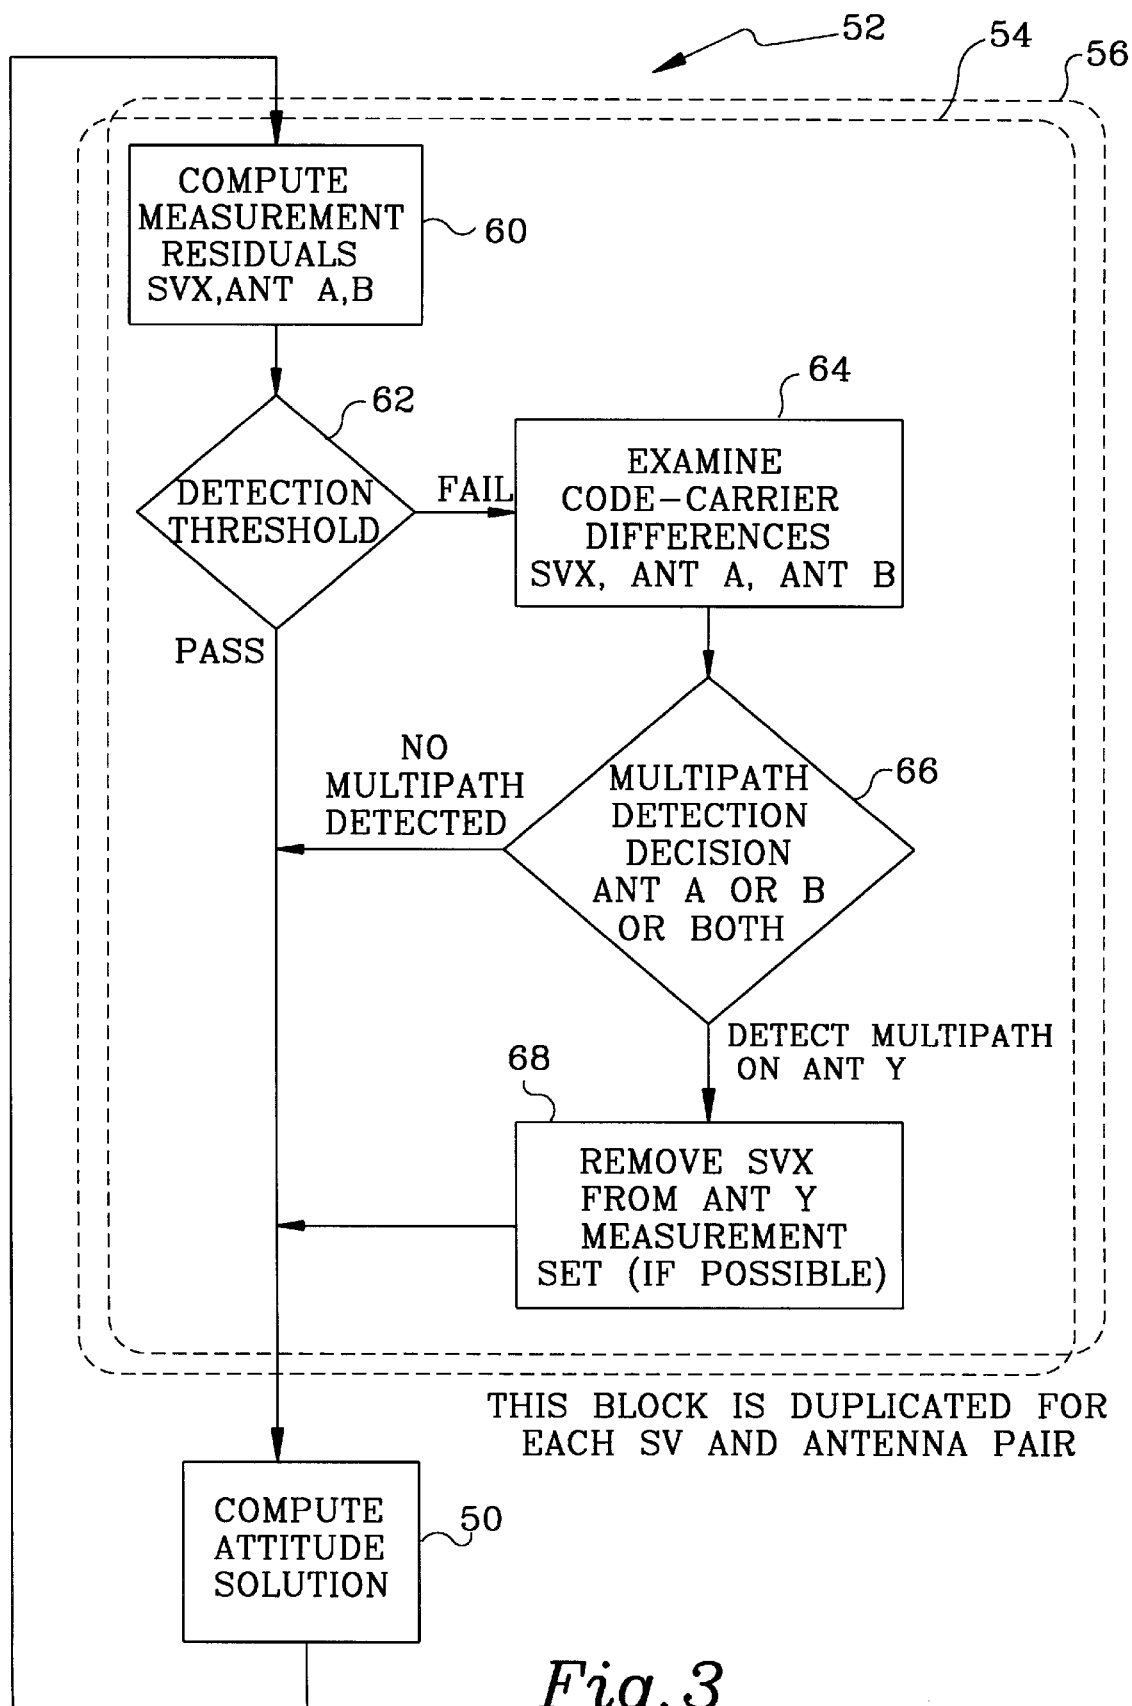 52
54
56
COMPUTE
MEASUREMENT
RESIDUALS
SVX,ANT A,B
60
62
DETECTION
THRESHOLD
FAIL
PASS
64
EXAMINE
CODE-CARRIER
DIFFERENCES
SVX, ANT A, ANT B
NO
MULTIPATH
DETECTED
66
MULTIPATH
DETECTION
DECISION
ANT A OR B
OR BOTH
DETECT MULTIPATH
ON ANT Y
68
REMOVE SVX
FROM ANT Y
MEASUREMENT
SET (IF POSSIBLE)
THIS BLOCK IS DUPLICATED FOR
EACH SV AND ANTENNA PAIR
COMPUTE
ATTITUDE
SOLUTION
50
Fig.3